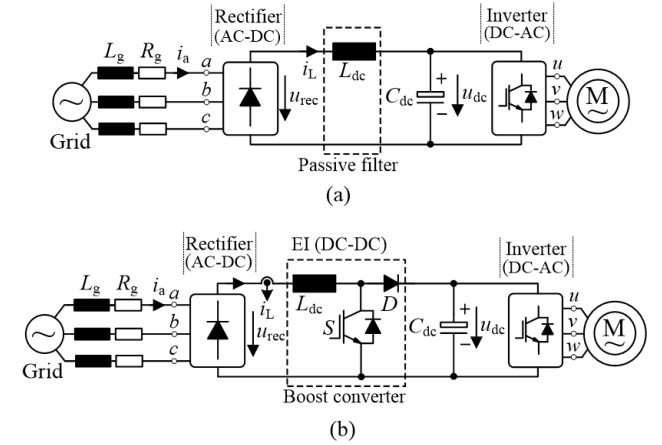 Rectifier
(AC-DC)
Inverter
(DC-AC)
Lg Rg ia a
b
c
Grid
urec
iL
Ldc
Cdc
+
−
udc
u
v
w
M
~
~
Passive filter
(a)
Rectifier
(AC-DC)
EI (DC-DC)
Inverter
(DC-AC)
Lg Rg ia a
b
c
Grid
urec
iL
Ldc
S
D
Cdc
+
−
udc
u
v
w
M
~
~
Boost converter
(b)